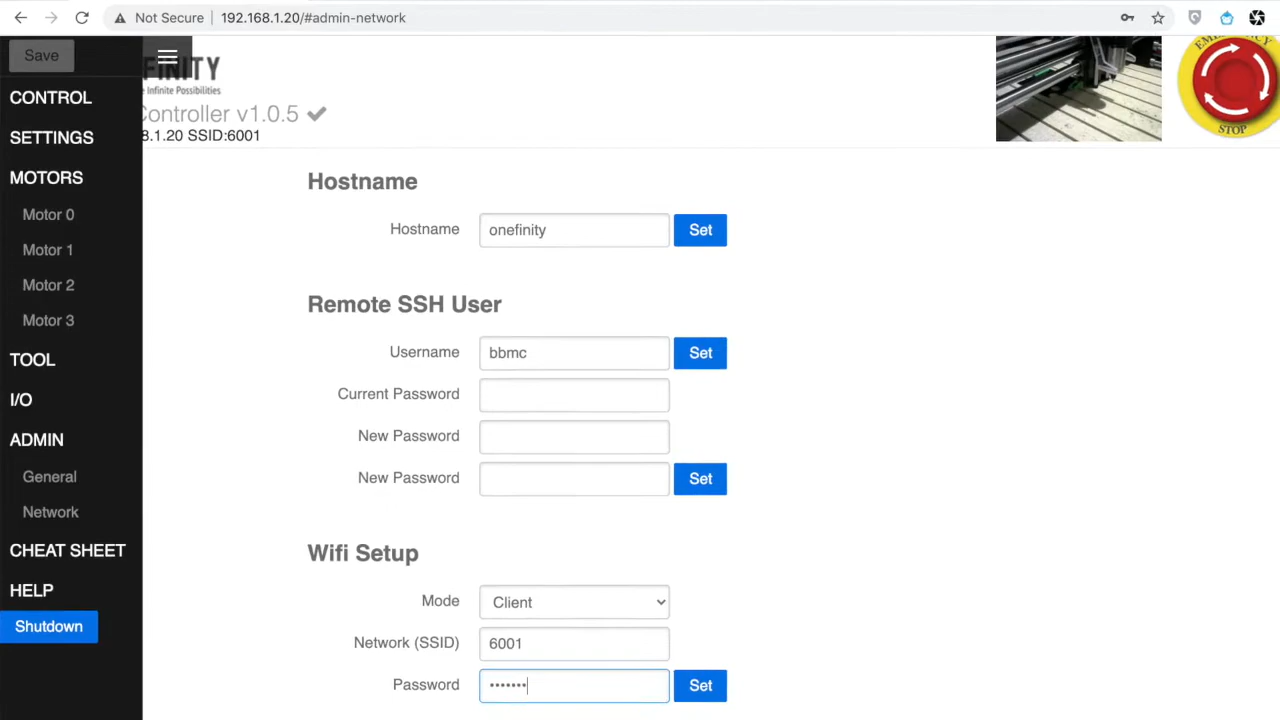 Not Secure 192.168.1.20/#admin-network
Save
FINITY
e Infinite Possibilities
Controller v1.0.5
8.1.20 SSID:6001
EMERGENCY
STOP
CONTROL
SETTINGS
MOTORS
Motor 0
Motor 1
Motor 2
Motor 3
TOOL
I/O
ADMIN
General
Network
CHEAT SHEET
HELP
Shutdown
Hostname
Hostname onefinity Set
Remote SSH User
Username bbmc Set
Current Password
New Password
New Password Set
Wifi Setup
Mode Client
Network (SSID) 6001
Password ••••••• Set